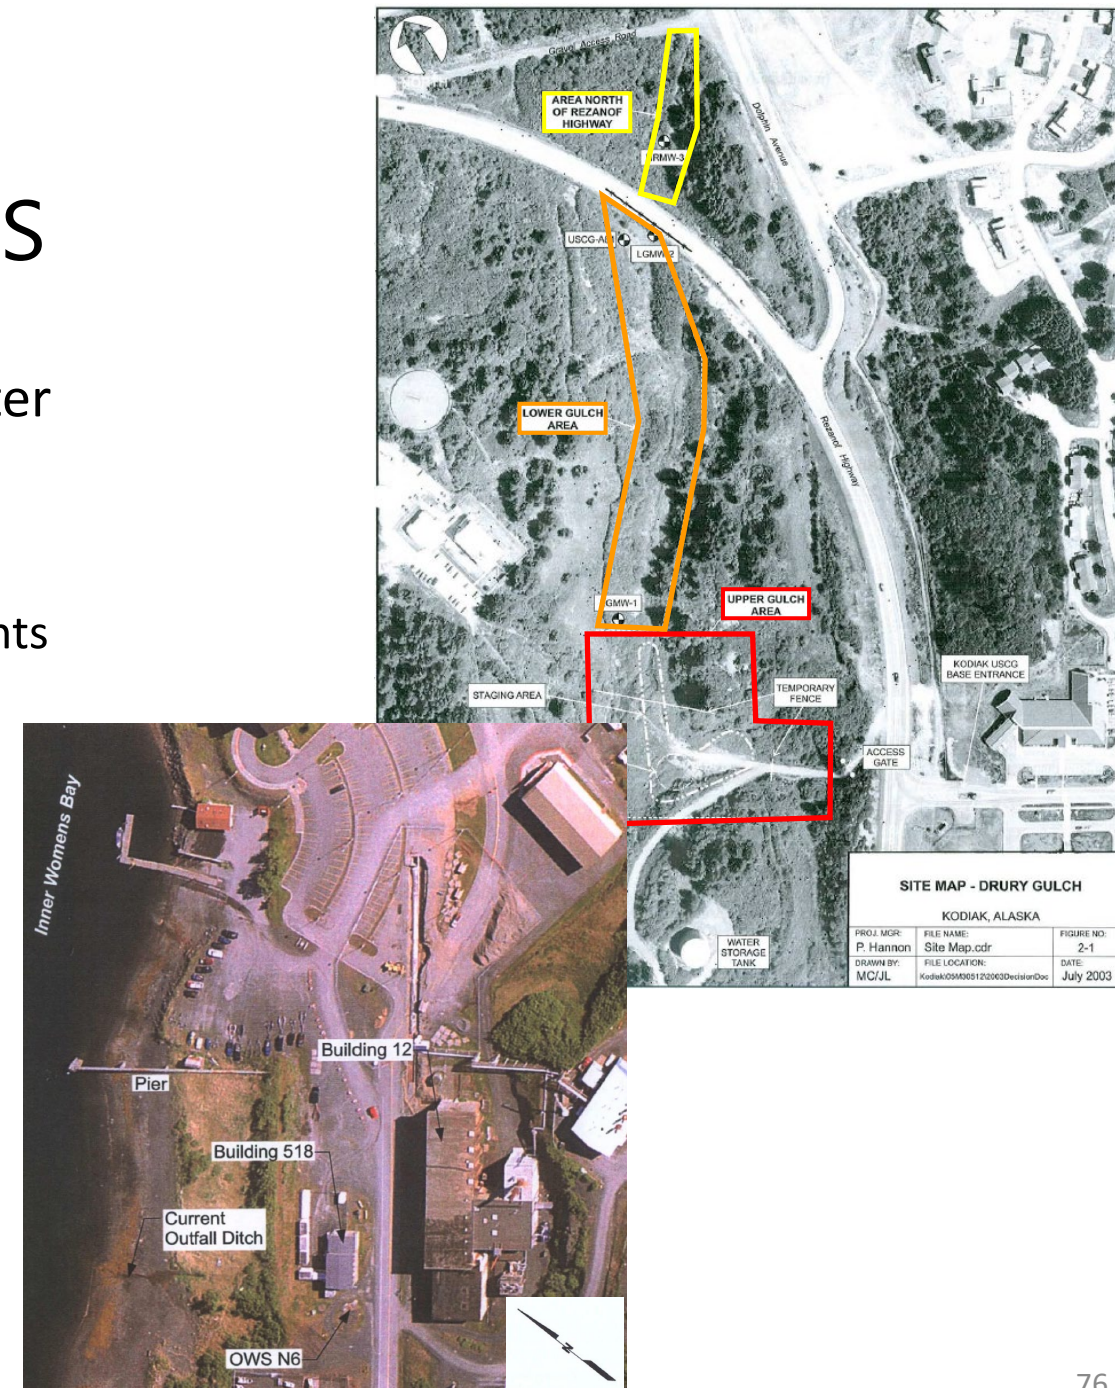 S
ter
nts
Gravel Access Road
AREA NORTH
OF REZANOF
HIGHWAY
Dolphin Avenue
RMW-3
USCG-A
LGMW-2
LOWER GULCH
AREA
Rezanof Highway
GMW-1
UPPER GULCH
AREA
STAGING AREA
TEMPORARY
FENCE
KODIAK USCG
BASE ENTRANCE
ACCESS
GATE
WATER
STORAGE
TANK
SITE MAP - DRURY GULCH
KODIAK, ALASKA
PROJ. MGR:
P. Hannon
FILE NAME:
Site Map.cdr
FIGURE NO:
2-1
DRAWN BY:
MC/JL
FILE LOCATION:
Kodiak\05M30512\2003DecisionDoc
DATE:
July 2003
Inner Womens Bay
Building 12
Pier
Building 518
Current
Outfall Ditch
OWS N6
N
76